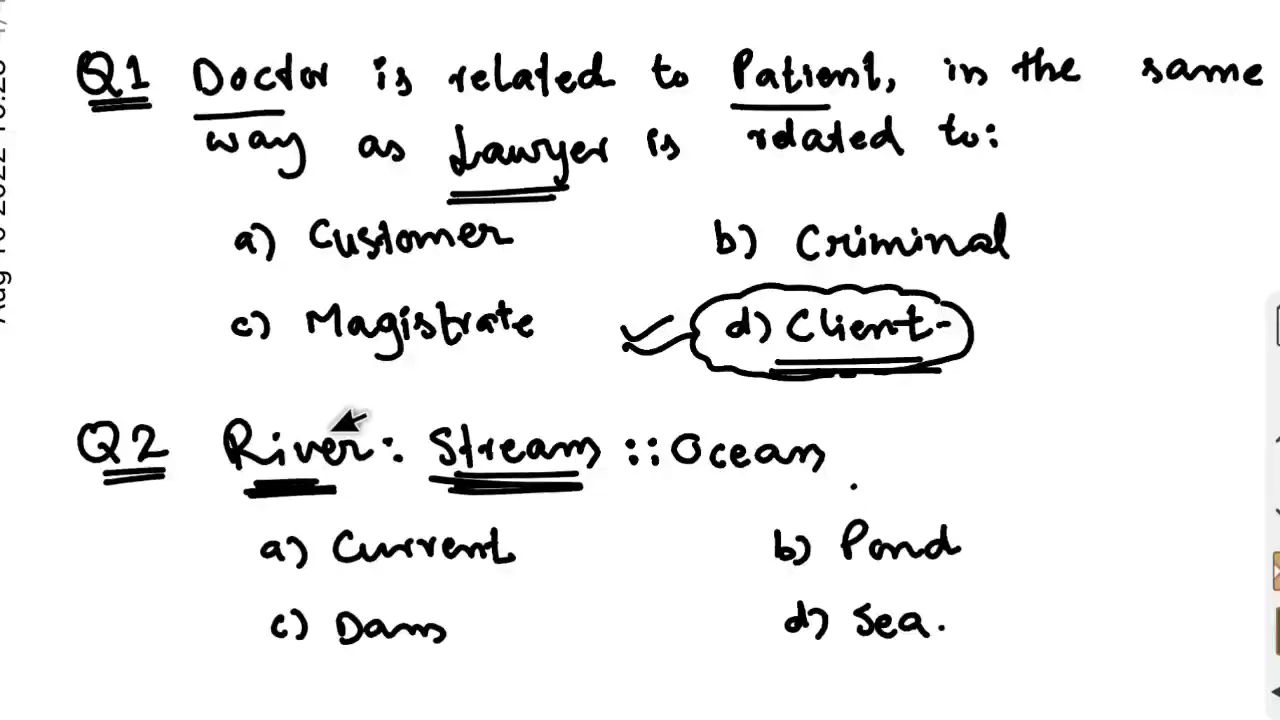 Q1 Doctor is related to Patient, in the same
way as Lawyer is related to:
a) Customer b) Criminal
c) Magistrate d) Client
Q2 River : Stream :: Ocean
a) Current b) Pond
c) Dam d) Sea.